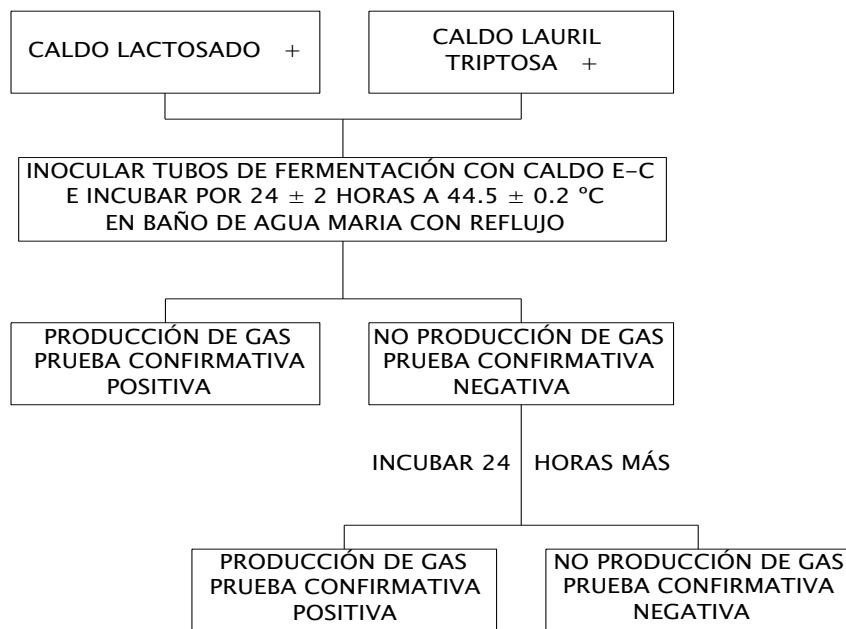 CALDO LACTOSADO +
CALDO LAURIL
TRIPTOSA +
INOCULAR TUBOS DE FERMENTACIÓN CON CALDO E-C
E INCUBAR POR 24 ± 2 HORAS A 44.5 ± 0.2 ºC
EN BAÑO DE AGUA MARIA CON REFLUJO
PRODUCCIÓN DE GAS
PRUEBA CONFIRMATIVA
POSITIVA
NO PRODUCCIÓN DE GAS
PRUEBA CONFIRMATIVA
NEGATIVA
INCUBAR 24 HORAS MÁS
PRODUCCIÓN DE GAS
PRUEBA CONFIRMATIVA
POSITIVA
NO PRODUCCIÓN DE GAS
PRUEBA CONFIRMATIVA
NEGATIVA